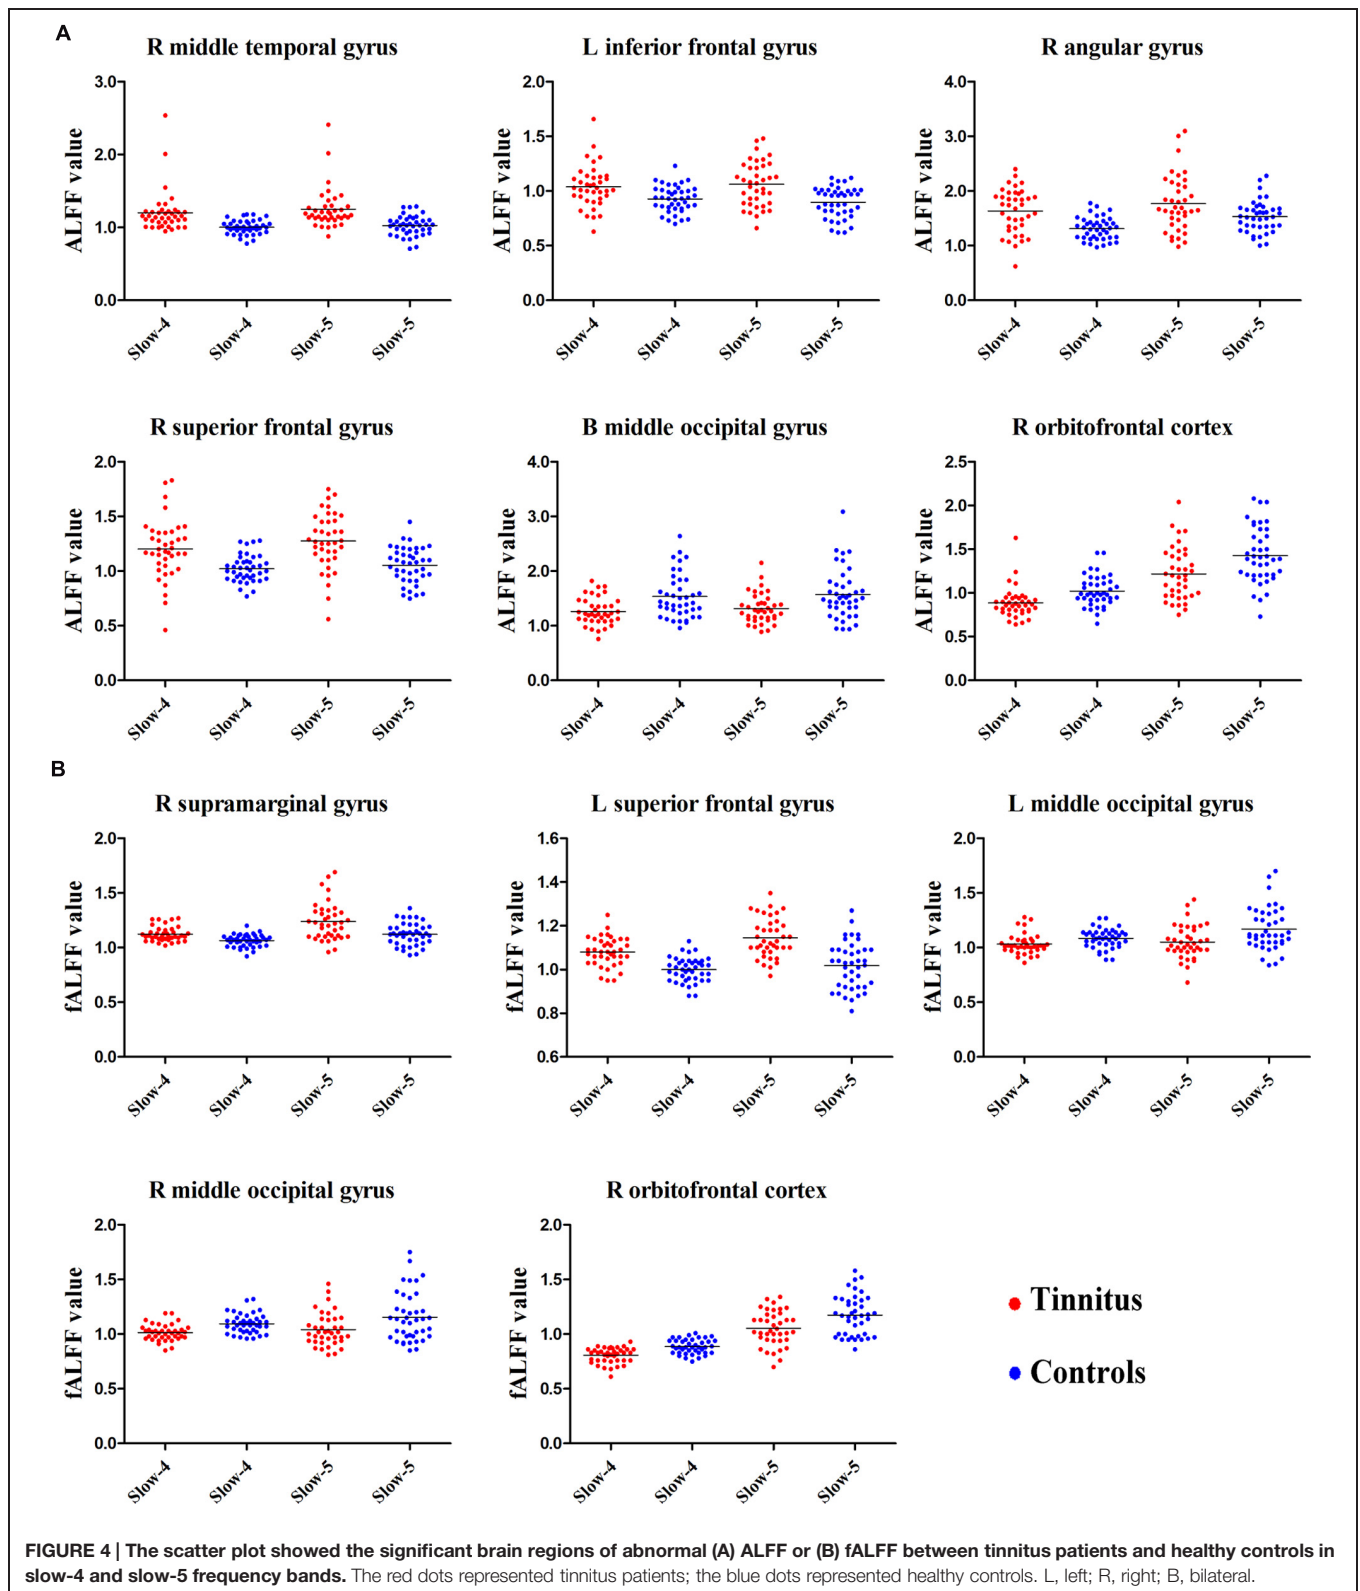 A
R middle temporal gyrus
L inferior frontal gyrus
R angular gyrus
ALFF value
3.0
2.0
1.0
0.0
Slow-4
Slow-4
Slow-5
Slow-5
ALFF value
2.0
1.5
1.0
0.5
0.0
Slow-4
Slow-4
Slow-5
Slow-5
ALFF value
4.0
3.0
2.0
1.0
0.0
Slow-4
Slow-4
Slow-5
Slow-5
R superior frontal gyrus
B middle occipital gyrus
R orbitofrontal cortex
ALFF value
2.0
1.5
1.0
0.5
0.0
Slow-4
Slow-4
Slow-5
Slow-5
ALFF value
4.0
3.0
2.0
1.0
0.0
Slow-4
Slow-4
Slow-5
Slow-5
ALFF value
2.5
2.0
1.5
1.0
0.5
0.0
Slow-4
Slow-4
Slow-5
Slow-5
B
R supramarginal gyrus
L superior frontal gyrus
L middle occipital gyrus
fALFF value
2.0
1.5
1.0
0.5
0.0
Slow-4
Slow-4
Slow-5
Slow-5
fALFF value
1.6
1.4
1.2
1.0
0.8
0.6
Slow-4
Slow-4
Slow-5
Slow-5
fALFF value
2.0
1.5
1.0
0.5
0.0
Slow-4
Slow-4
Slow-5
Slow-5
R middle occipital gyrus
R orbitofrontal cortex
fALFF value
2.0
1.5
1.0
0.5
0.0
Slow-4
Slow-4
Slow-5
Slow-5
fALFF value
2.0
1.5
1.0
0.5
0.0
Slow-4
Slow-4
Slow-5
Slow-5
Tinnitus
Controls
FIGURE 4 | The scatter plot showed the significant brain regions of abnormal (A) ALFF or (B) fALFF between tinnitus patients and healthy controls in
slow-4 and slow-5 frequency bands. The red dots represented tinnitus patients; the blue dots represented healthy controls. L, left; R, right; B, bilateral.